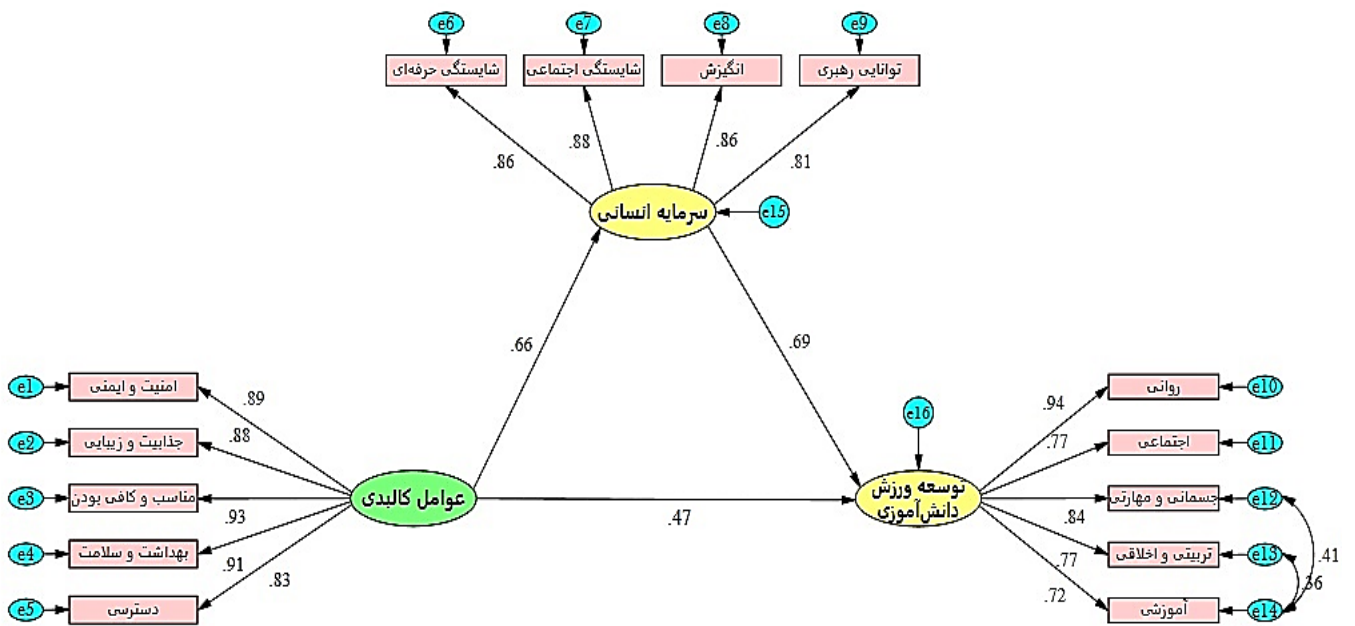 e6
e7
e8
e9
شایستگی حرفه‌ای
شایستگی اجتماعی
انگیزش
توانایی رهبری
.86
.88
.86
.81
سرمایه انسانی
e15
.66
.69
e1
امنیت و ایمنی
.89
e2
جذابیت و زیبایی
.88
e3
مناسب و کافی بودن
.93
e4
بهداشت و سلامت
.91
e5
دسترسی
.83
عوامل کالبدی
.47
e16
توسعه ورزش
دانش‌آموزی
.94
روانی
e10
.77
اجتماعی
e11
.84
جسمانی و مهارتی
e12
.77
تربیتی و اخلاقی
e13
.72
آموزشی
e14
.41
.36